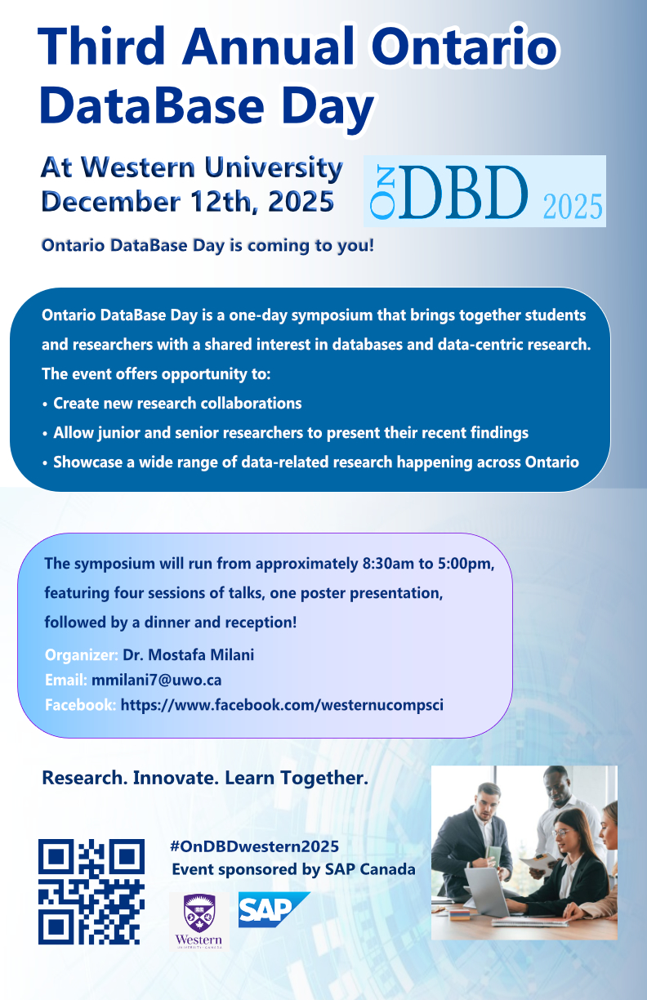 Third Annual Ontario
DataBase Day
At Western University
December 12th, 2025
ON DBD 2025
Ontario DataBase Day is coming to you!
Ontario DataBase Day is a one-day symposium that brings together students
and researchers with a shared interest in databases and data-centric research.
The event offers opportunity to:
• Create new research collaborations
• Allow junior and senior researchers to present their recent findings
• Showcase a wide range of data-related research happening across Ontario
The symposium will run from approximately 8:30am to 5:00pm,
featuring four sessions of talks, one poster presentation,
followed by a dinner and reception!
Organizer: Dr. Mostafa Milani
Email: mmilani7@uwo.ca
Facebook: https://www.facebook.com/westernucompsci
Research. Innovate. Learn Together.
#OnDBDwestern2025
Event sponsored by SAP Canada
SAP
Western
UNIVERSITY · CANADA